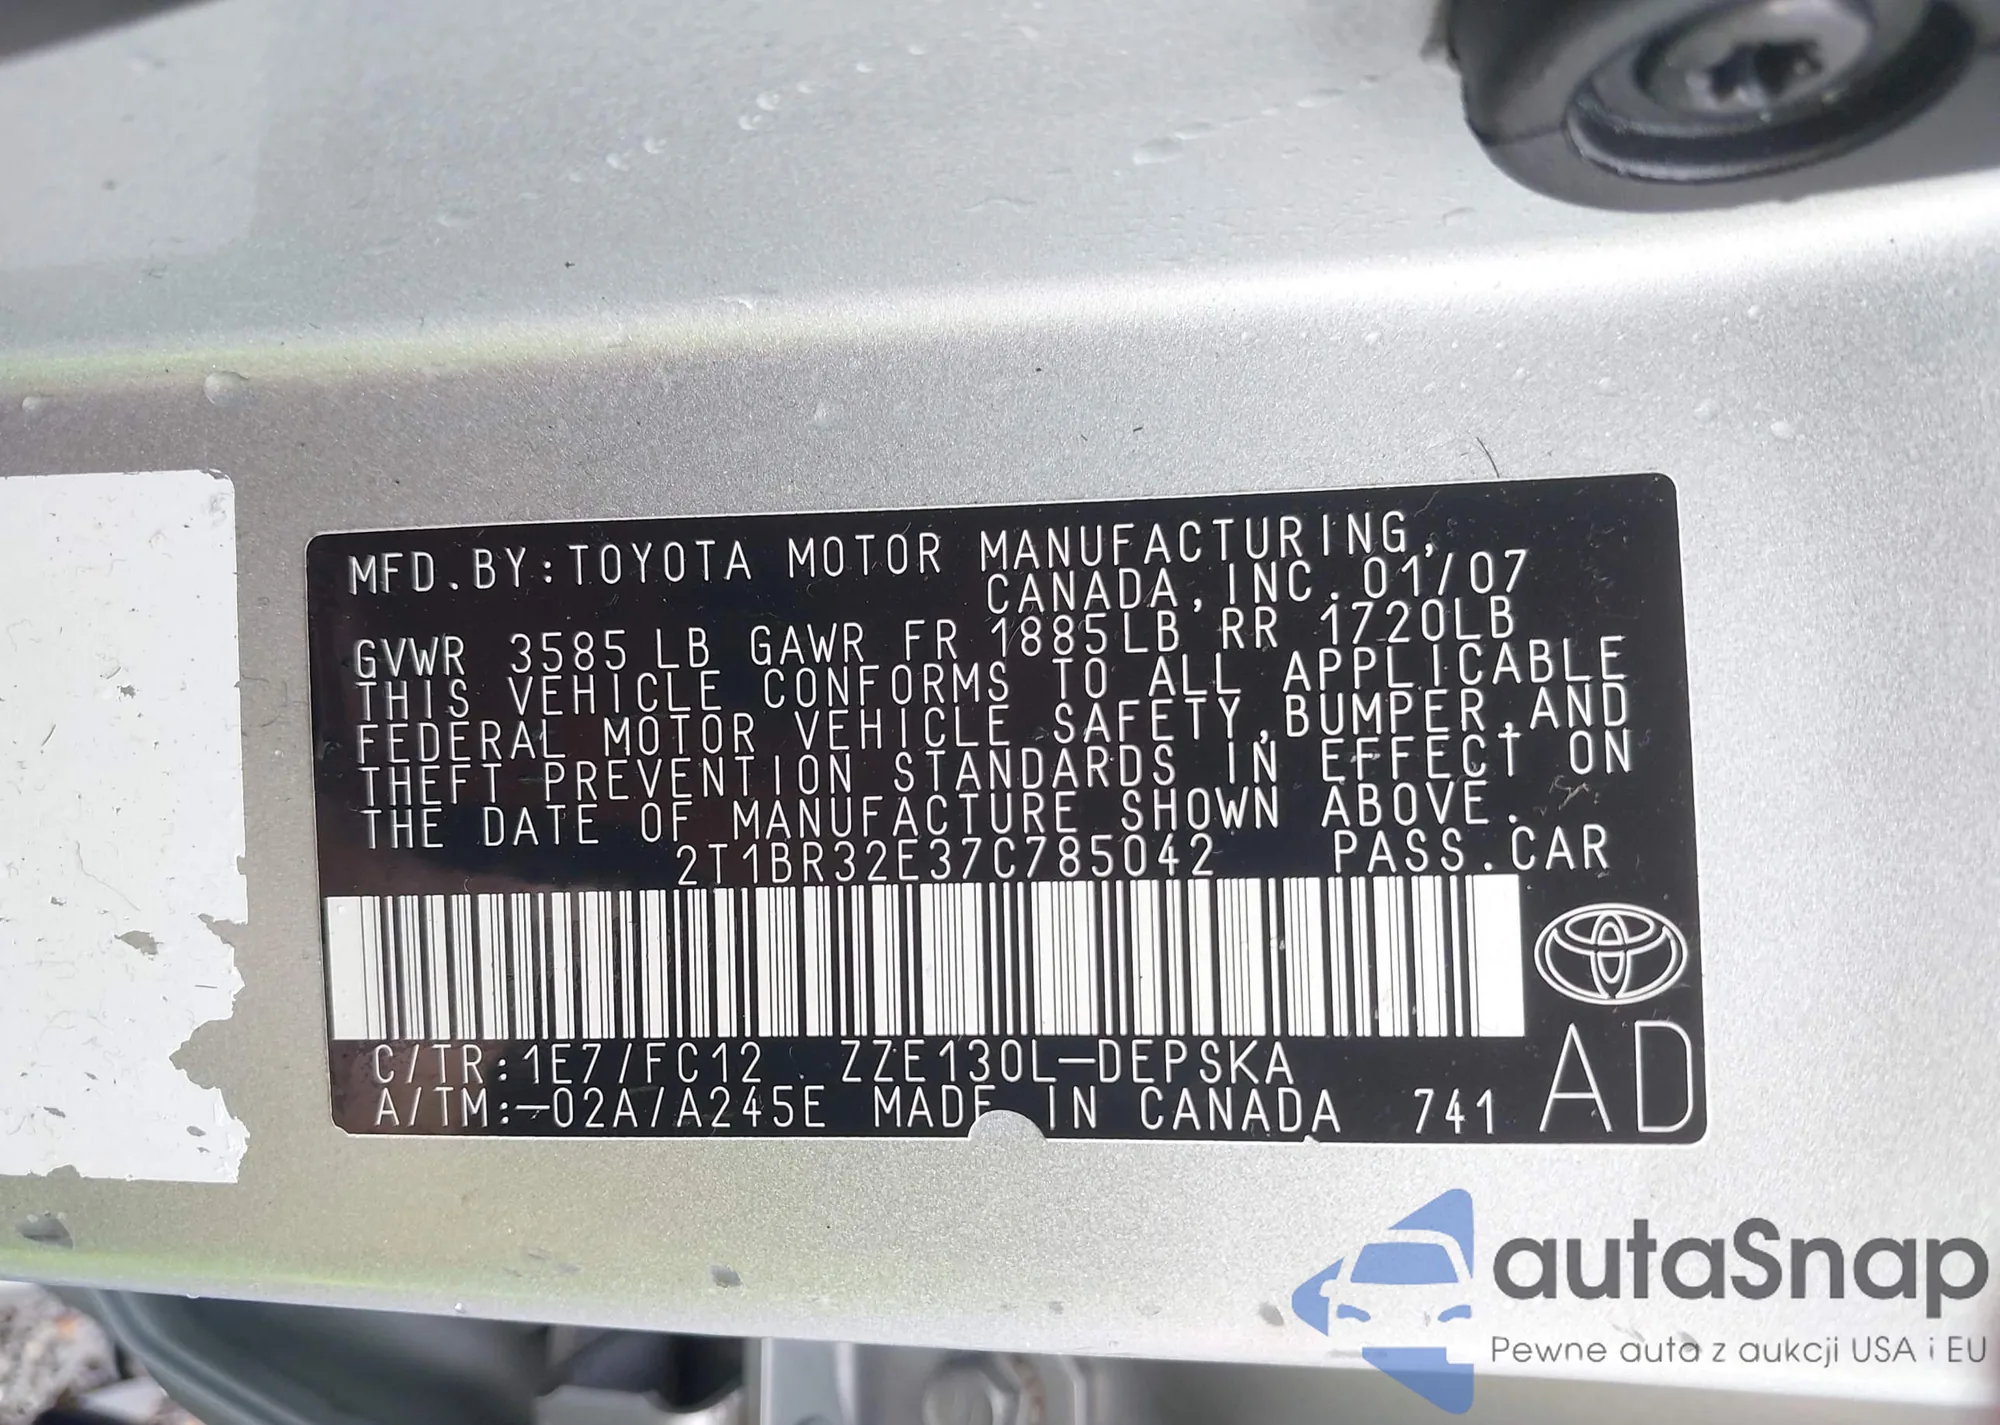 MFD.BY:TOYOTA MOTOR MANUFACTURING,
CANADA,INC.01/07
GVWR 3585LB GAWR FR 1885LB RR 1720LB
THIS VEHICLE CONFORMS TO ALL APPLICABLE
FEDERAL MOTOR VEHICLE SAFETY,BUMPER,AND
THEFT PREVENTION STANDARDS IN EFFECT ON
THE DATE OF MANUFACTURE SHOWN ABOVE.
2T1BR32E37C785042 PASS.CAR
C/TR:1E7/FC12 ZZE130L-DEPSKA
A/TM:-02A/A245E MADE IN CANADA 741 AD
autaSnap
Pewne auta z aukcji USA i EU